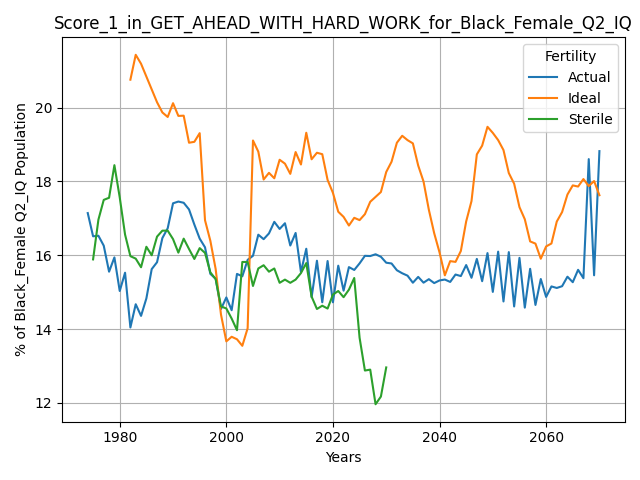 Score_1_in_GET_AHEAD_WITH_HARD_WORK_for_Black_Female_Q2_IQ
% of Black_Female Q2_IQ Population
20
18
16
14
12
1980
2000
2020
2040
2060
Years
Fertility
Actual
Ideal
Sterile